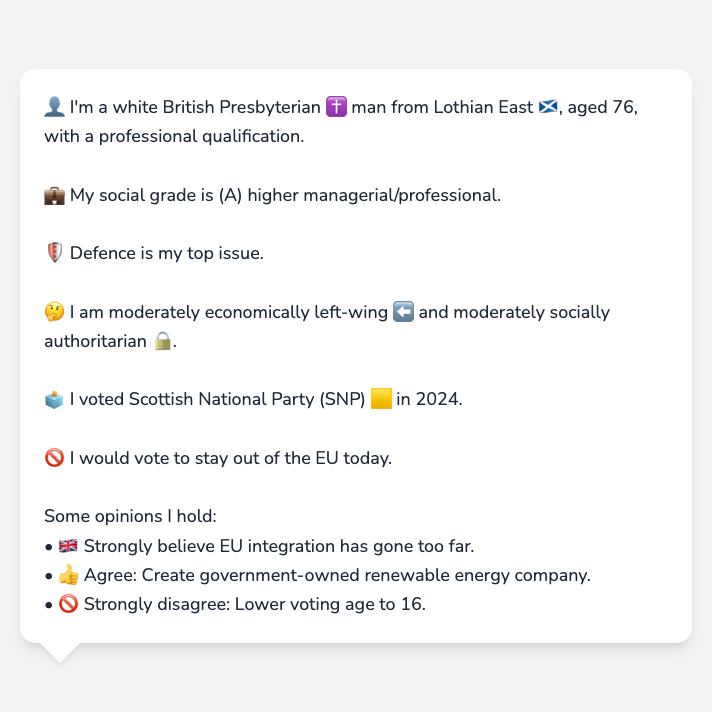 👤 I'm a white British Presbyterian ✝️ man from Lothian East 🏴󠁧󠁢󠁳󠁣󠁴󠁿, aged 76,
with a professional qualification.
💼 My social grade is (A) higher managerial/professional.
🛡️ Defence is my top issue.
🤔 I am moderately economically left-wing ⬅️ and moderately socially
authoritarian 🔒.
🗳️ I voted Scottish National Party (SNP) 🟨 in 2024.
🚫 I would vote to stay out of the EU today.
Some opinions I hold:
• 🇬🇧 Strongly believe EU integration has gone too far.
• 👍 Agree: Create government-owned renewable energy company.
• 🚫 Strongly disagree: Lower voting age to 16.